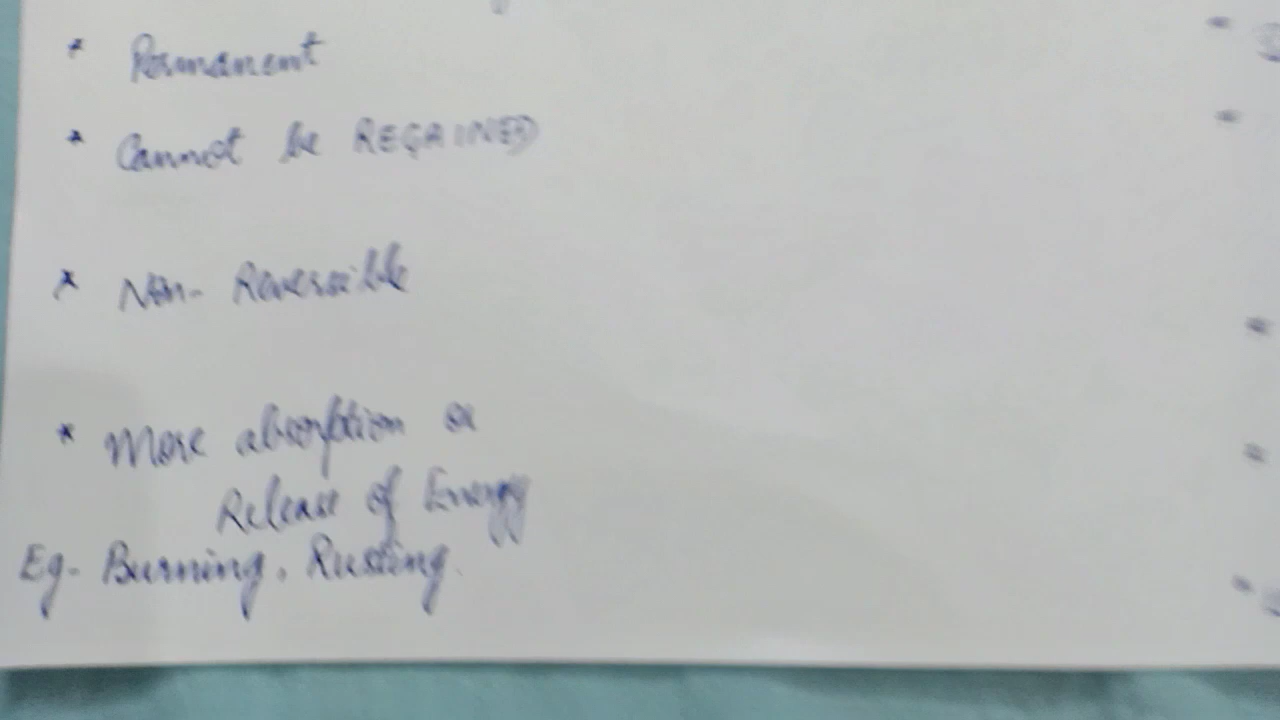 * Permanent
* Cannot be REGAINED
* Non- Reversible
* More absorption or
Release of Energy
Eg- Burning, Rusting.